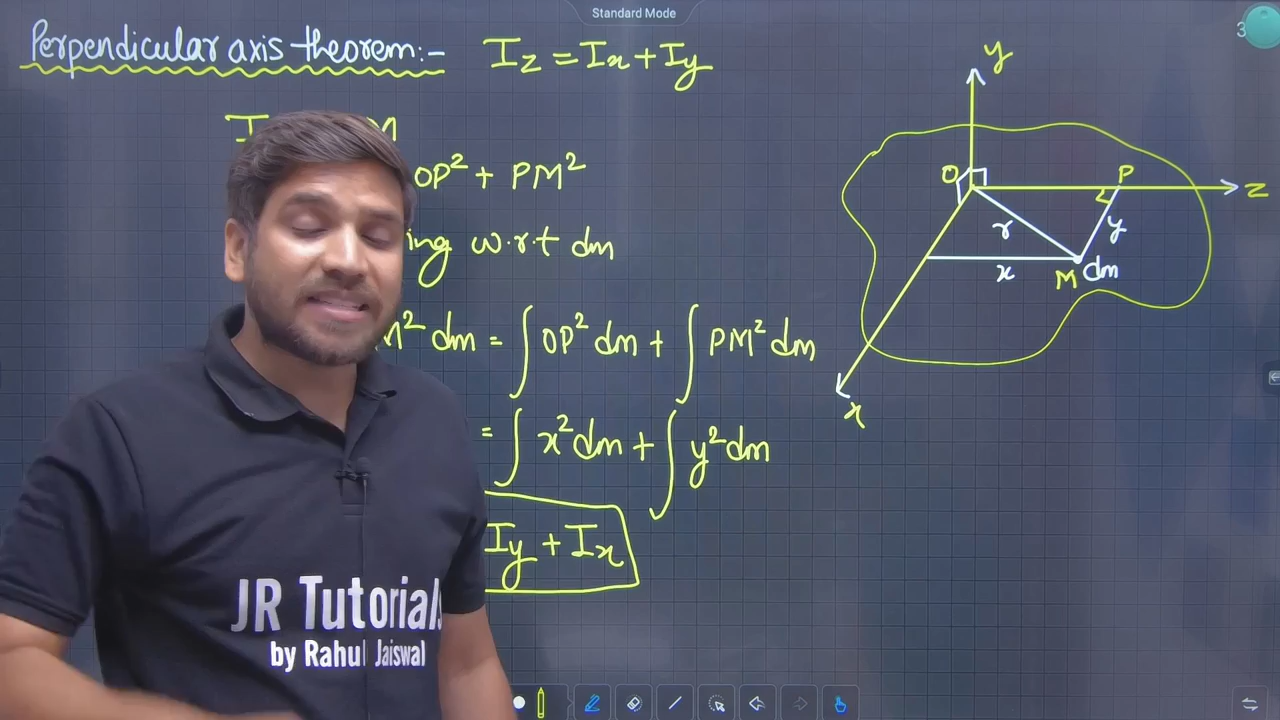 Standard Mode
Perpendicular axis theorem:- Iz = Ix + Iy
3
y
I
OP² + PM²
O
P
z
r
y
ing w.r.t dm
x
M dm
M² dm = ∫ OP² dm + ∫ PM² dm
x
= ∫ x² dm + ∫ y² dm
Iy + Ix
JR Tutorials
by Rahul Jaiswal